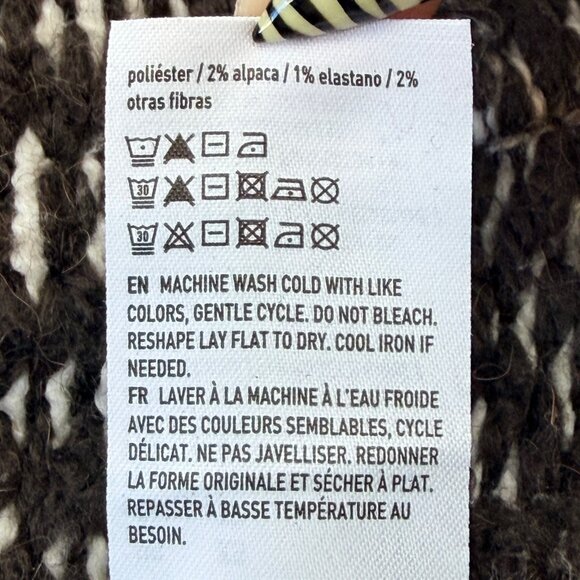 poliéster / 2% alpaca / 1% elastano / 2%
otras fibras
30
30
EN MACHINE WASH COLD WITH LIKE
COLORS, GENTLE CYCLE. DO NOT BLEACH.
RESHAPE LAY FLAT TO DRY. COOL IRON IF
NEEDED.
FR LAVER À LA MACHINE À L'EAU FROIDE
AVEC DES COULEURS SEMBLABLES, CYCLE
DÉLICAT. NE PAS JAVELLISER. REDONNER
LA FORME ORIGINALE ET SÉCHER À PLAT.
REPASSER À BASSE TEMPÉRATURE AU
BESOIN.